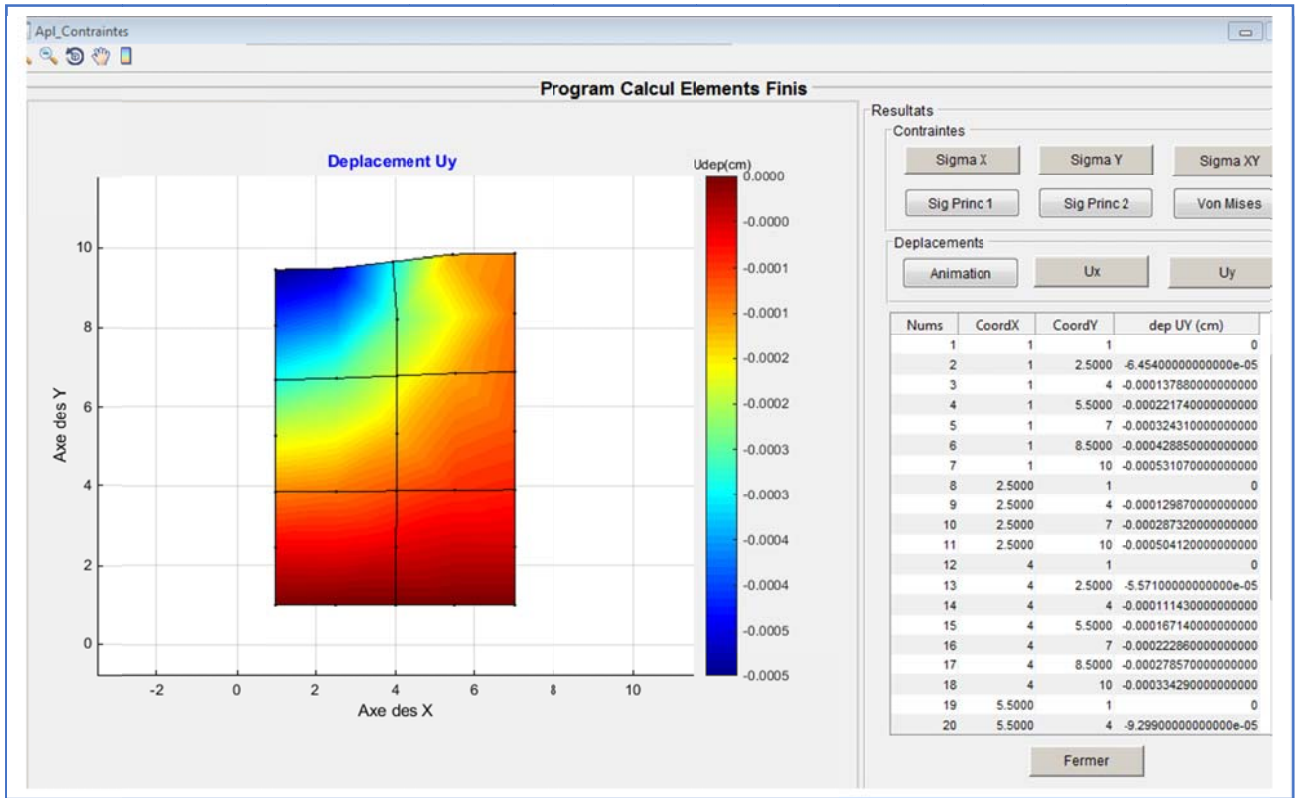 Apl_Contraintes
Program Calcul Elements Finis
Deplacement Uy
Udep(cm)
0.0000
-0.0000
-0.0001
-0.0001
-0.0002
-0.0002
-0.0003
-0.0003
-0.0004
-0.0004
-0.0005
-0.0005
10
8
6
4
2
0
Axe des Y
-2 0 2 4 6 8 10
Axe des X
Resultats
Contraintes
Sigma X Sigma Y Sigma XY
Sig Princ 1 Sig Princ 2 Von Mises
Deplacements
Animation Ux Uy
Nums CoordX CoordY dep UY (cm)
1 1 1 0
2 1 2.5000 -6.45400000000000e-05
3 1 4 -0.000137880000000000
4 1 5.5000 -0.000221740000000000
5 1 7 -0.000324310000000000
6 1 8.5000 -0.000428850000000000
7 1 10 -0.000531070000000000
8 2.5000 1 0
9 2.5000 4 -0.000129870000000000
10 2.5000 7 -0.000287320000000000
11 2.5000 10 -0.000504120000000000
12 4 1 0
13 4 2.5000 -5.57100000000000e-05
14 4 4 -0.000111430000000000
15 4 5.5000 -0.000167140000000000
16 4 7 -0.000222860000000000
17 4 8.5000 -0.000278570000000000
18 4 10 -0.000334290000000000
19 5.5000 1 0
20 5.5000 4 -9.29900000000000e-05
Fermer